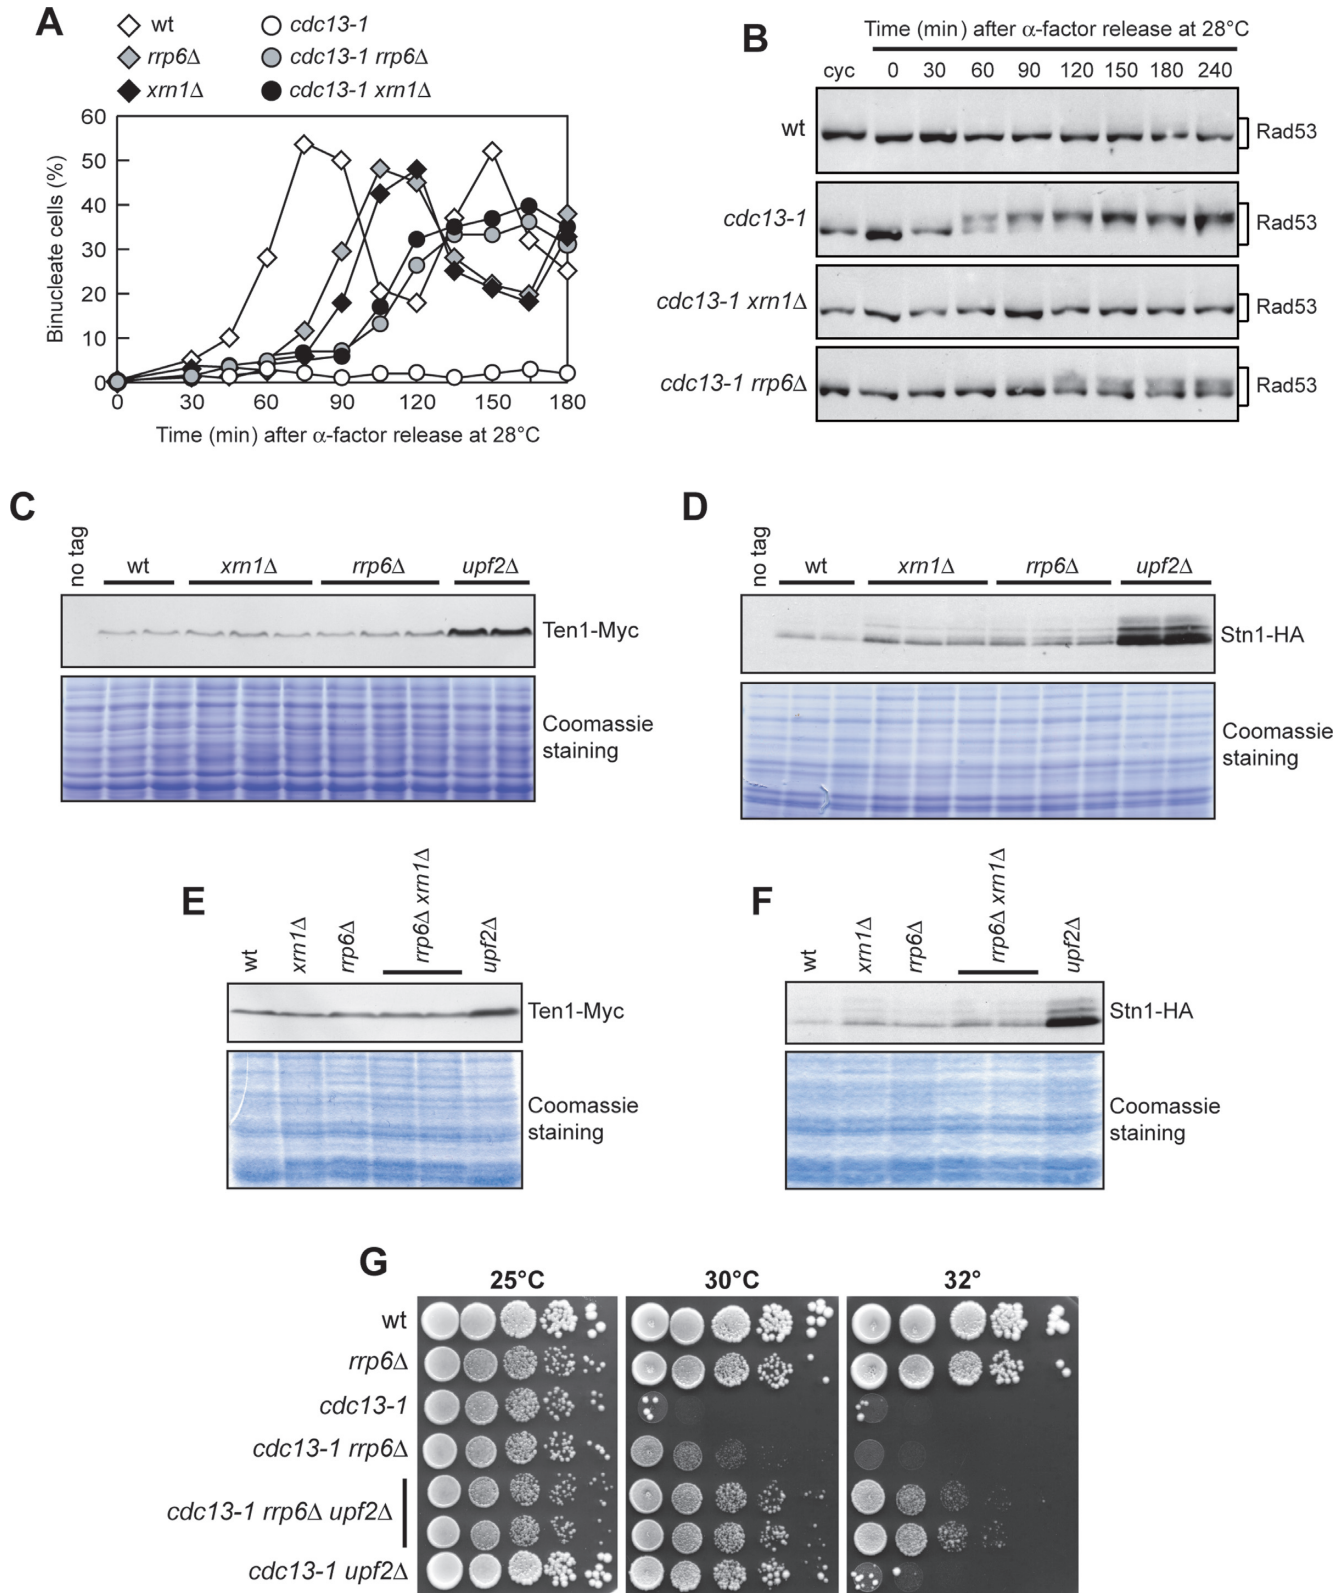 A
wt
cdc13-1
rrp6Δ
cdc13-1 rrp6Δ
xrn1Δ
cdc13-1 xrn1Δ
Binucleate cells (%)
60
50
40
30
20
10
0
0 30 60 90 120 150 180
Time (min) after α-factor release at 28°C
B
Time (min) after α-factor release at 28°C
cyc 0 30 60 90 120 150 180 240
wt
Rad53
cdc13-1
Rad53
cdc13-1 xrn1Δ
Rad53
cdc13-1 rrp6Δ
Rad53
C
no tag
wt
xrn1Δ
rrp6Δ
upf2Δ
Ten1-Myc
Coomassie
staining
D
no tag
wt
xrn1Δ
rrp6Δ
upf2Δ
Stn1-HA
Coomassie
staining
E
wt
xrn1Δ
rrp6Δ
rrp6Δ xrn1Δ
upf2Δ
Ten1-Myc
Coomassie
staining
F
wt
xrn1Δ
rrp6Δ
rrp6Δ xrn1Δ
upf2Δ
Stn1-HA
Coomassie
staining
G
25°C
30°C
32°
wt
rrp6Δ
cdc13-1
cdc13-1 rrp6Δ
cdc13-1 rrp6Δ upf2Δ
cdc13-1 upf2Δ